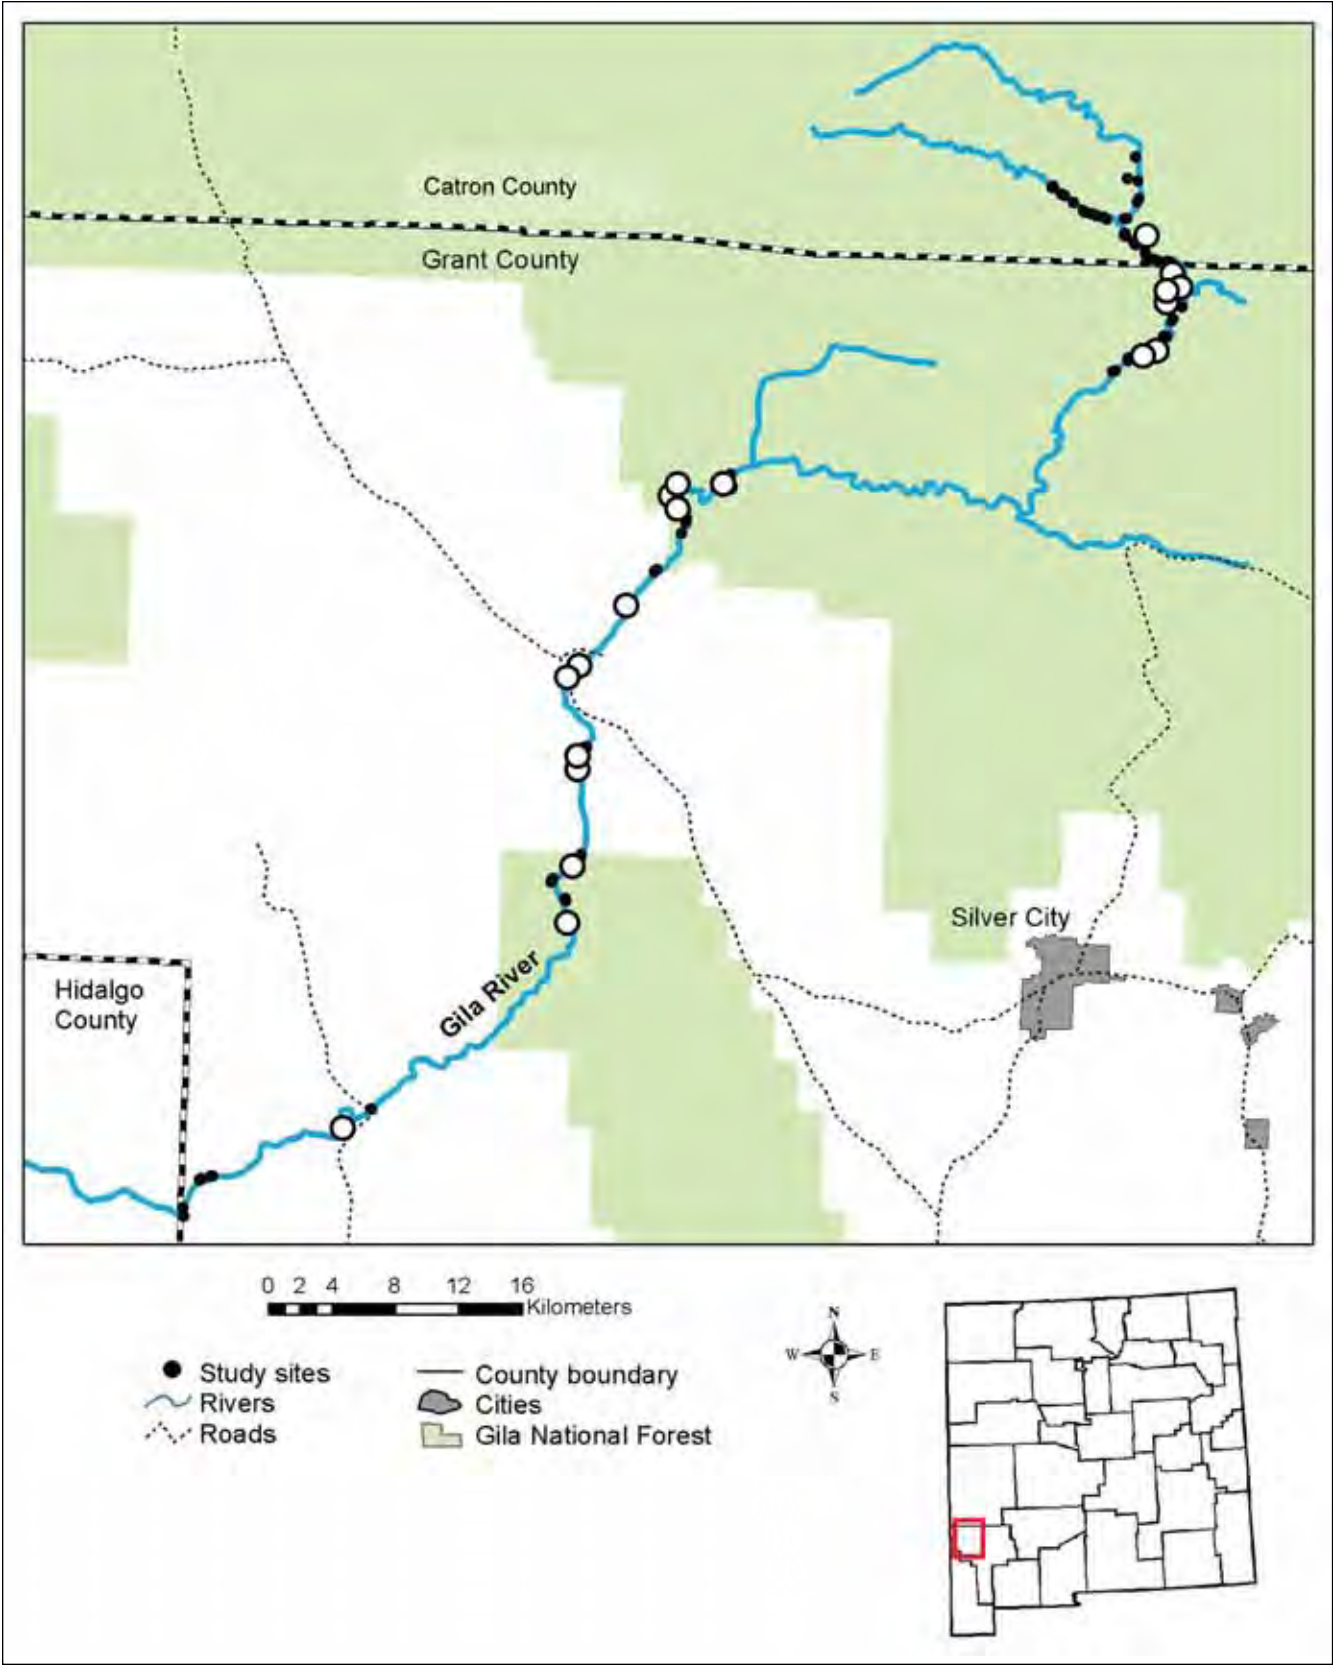 Catron County
Grant County
Silver City
Hidalgo
County
Gila River
0 2 4 8 12 16
Kilometers
N
W E
S
Study sites
Rivers
Roads
County boundary
Cities
Gila National Forest